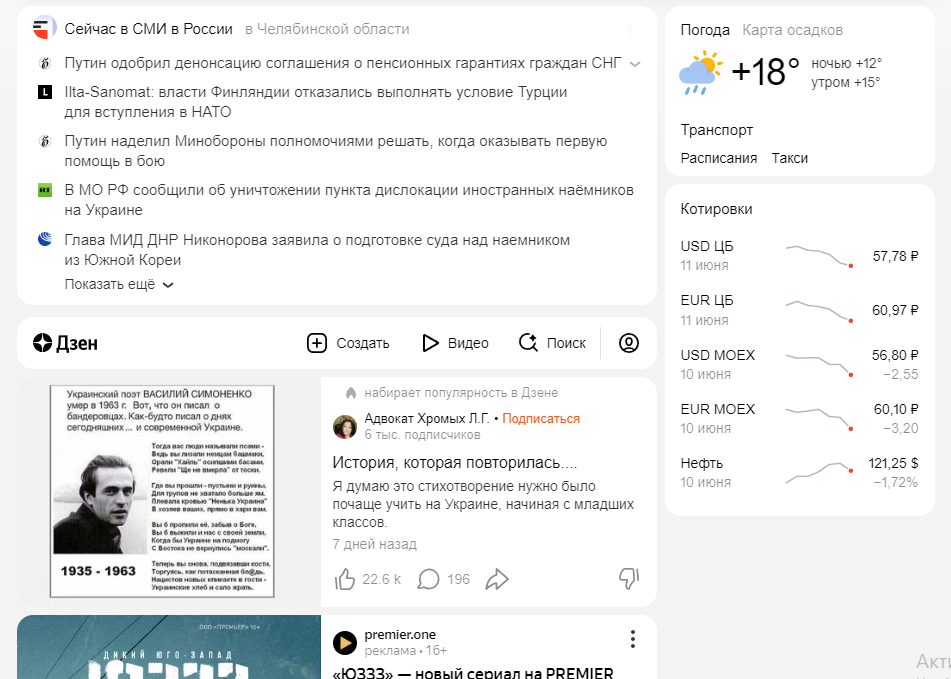 Сейчас в СМИ в России в Челябинской области
Путин одобрил денонсацию соглашения о пенсионных гарантиях граждан СНГ
Ilta-Sanomat: власти Финляндии отказались выполнять условие Турции
для вступления в НАТО
Путин наделил Минобороны полномочиями решать, когда оказывать первую
помощь в бою
В МО РФ сообщили об уничтожении пункта дислокации иностранных наёмников
на Украине
Глава МИД ДНР Никонорова заявила о подготовке суда над наемником
из Южной Кореи
Показать ещё
Погода Карта осадков
+18°
ночью +12°
утром +15°
Транспорт
Расписания Такси
Котировки
USD ЦБ 57,78 ₽
11 июня
EUR ЦБ 60,97 ₽
11 июня
USD MOEX 56,80 ₽
10 июня −2,55
EUR MOEX 60,10 ₽
10 июня −3,20
Нефть 121,25 $
10 июня −1,72%
Дзен Создать Видео Поиск
Украинский поэт ВАСИЛИЙ СИМОНЕНКО
умер в 1963 г. Вот, что он писал о
бандеровцах. Как-будто писал о днях
сегодняшних... и современной Украине.
Тогда вас люди называли псами -
Ведь вы лизали немцам башмаки,
Орали "Хайль" осипшими басами,
Ревели "Ще не вмерла" от тоски.
Где вы прошли - пустыни и руины,
Для трупов не хватало больше ям.
Плевала кровью "Ненька Украина"
В хозяев ваших, прямо в хари вам.
Вы б пропили её, забыв о Боге,
Вы б выжили и нас с своей земли,
Когда бы Украине на подмогу
С Востока не вернулись "москали".
Теперь вы снова, подвязавши кости,
Торгуясь, как потасканная бл@дь,
Нацистов новых кликаете в гости -
Украинские хлеб и сало жрать.
1935 - 1963
набирает популярность в Дзене
Адвокат Хромых Л.Г. • Подписаться
6 тыс. подписчиков
История, которая повторилась....
Я думаю это стихотворение нужно было
почаще учить на Украине, начиная с младших
классов.
7 дней назад
22.6 k 196
ООО «ПРЕМЬЕР» 16+
ДИКИЙ ЮГО-ЗАПАД
premier.one
реклама • 16+
«ЮЗЗЗ» — новый сериал на PREMIER